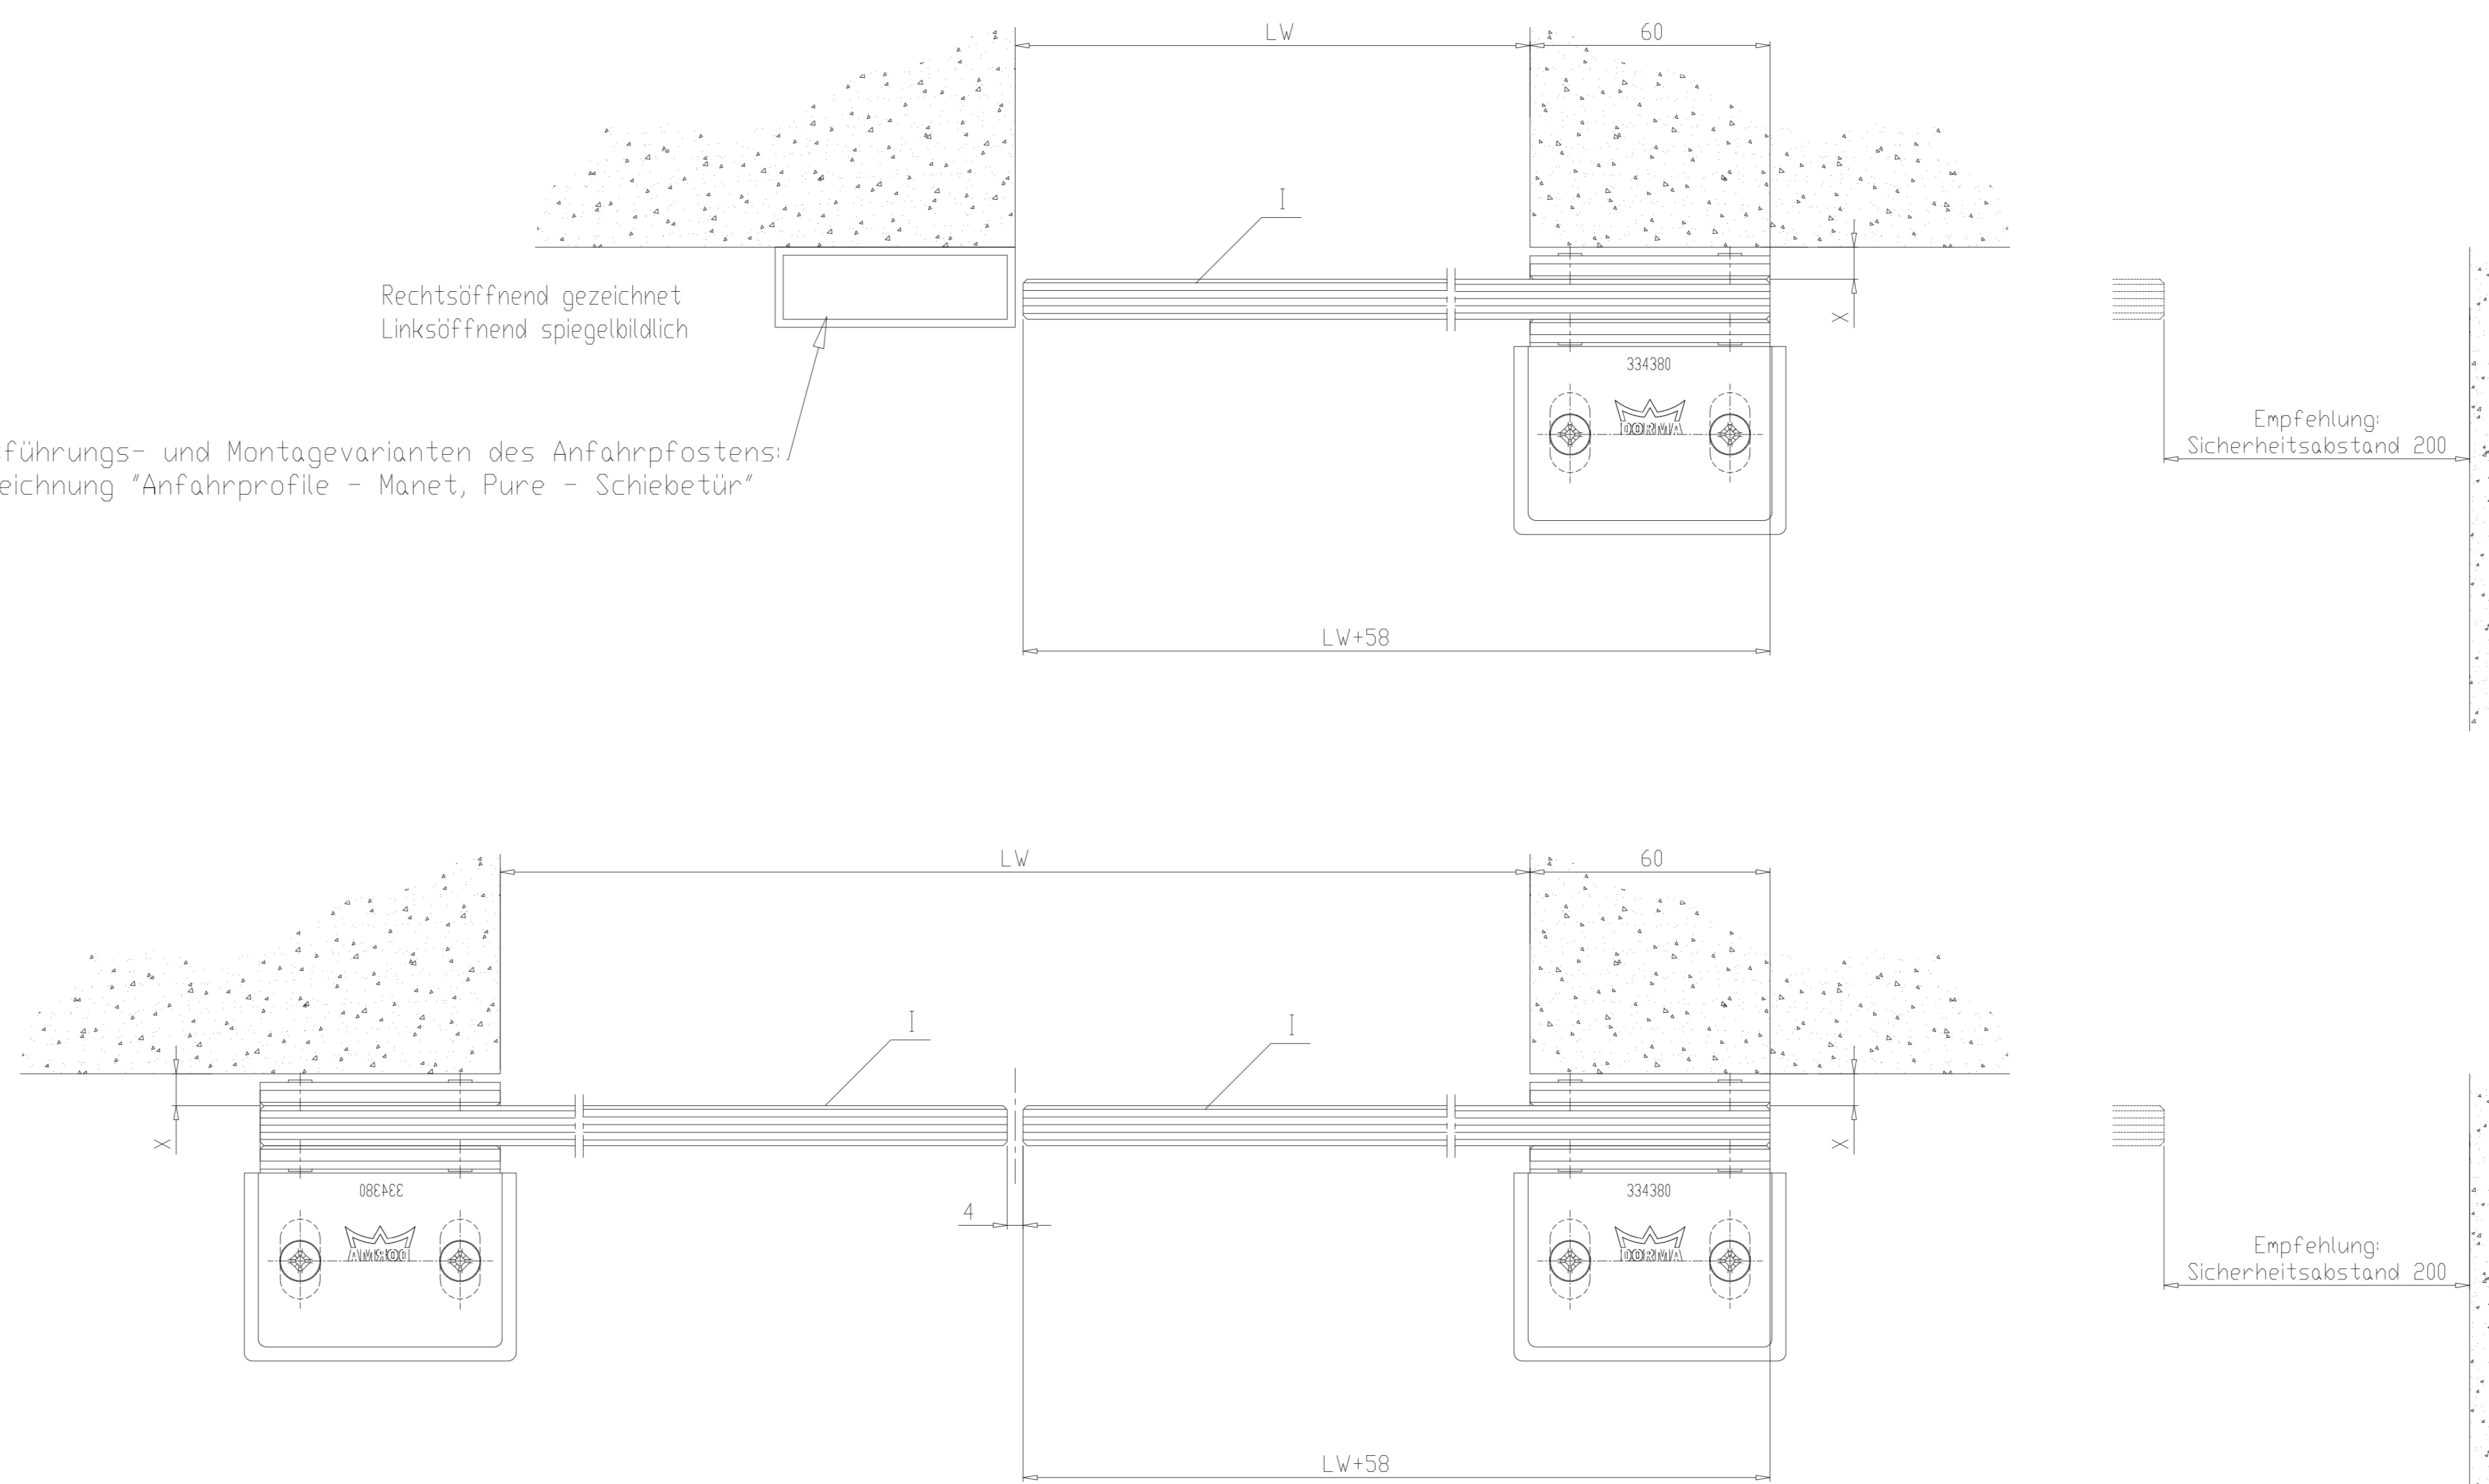 LW
60
I
Rechtsöffnend gezeichnet
Linksöffnend spiegelbildlich
X
334380
DORMA
Empfehlung:
Sicherheitsabstand 200
führungs- und Montagevarianten des Anfahrpfostens:
eichnung "Anfahrprofile - Manet, Pure - Schiebetür"
LW+58
LW
60
I
I
X
X
334380
334380
4
DORMA
DORMA
Empfehlung:
Sicherheitsabstand 200
LW+58